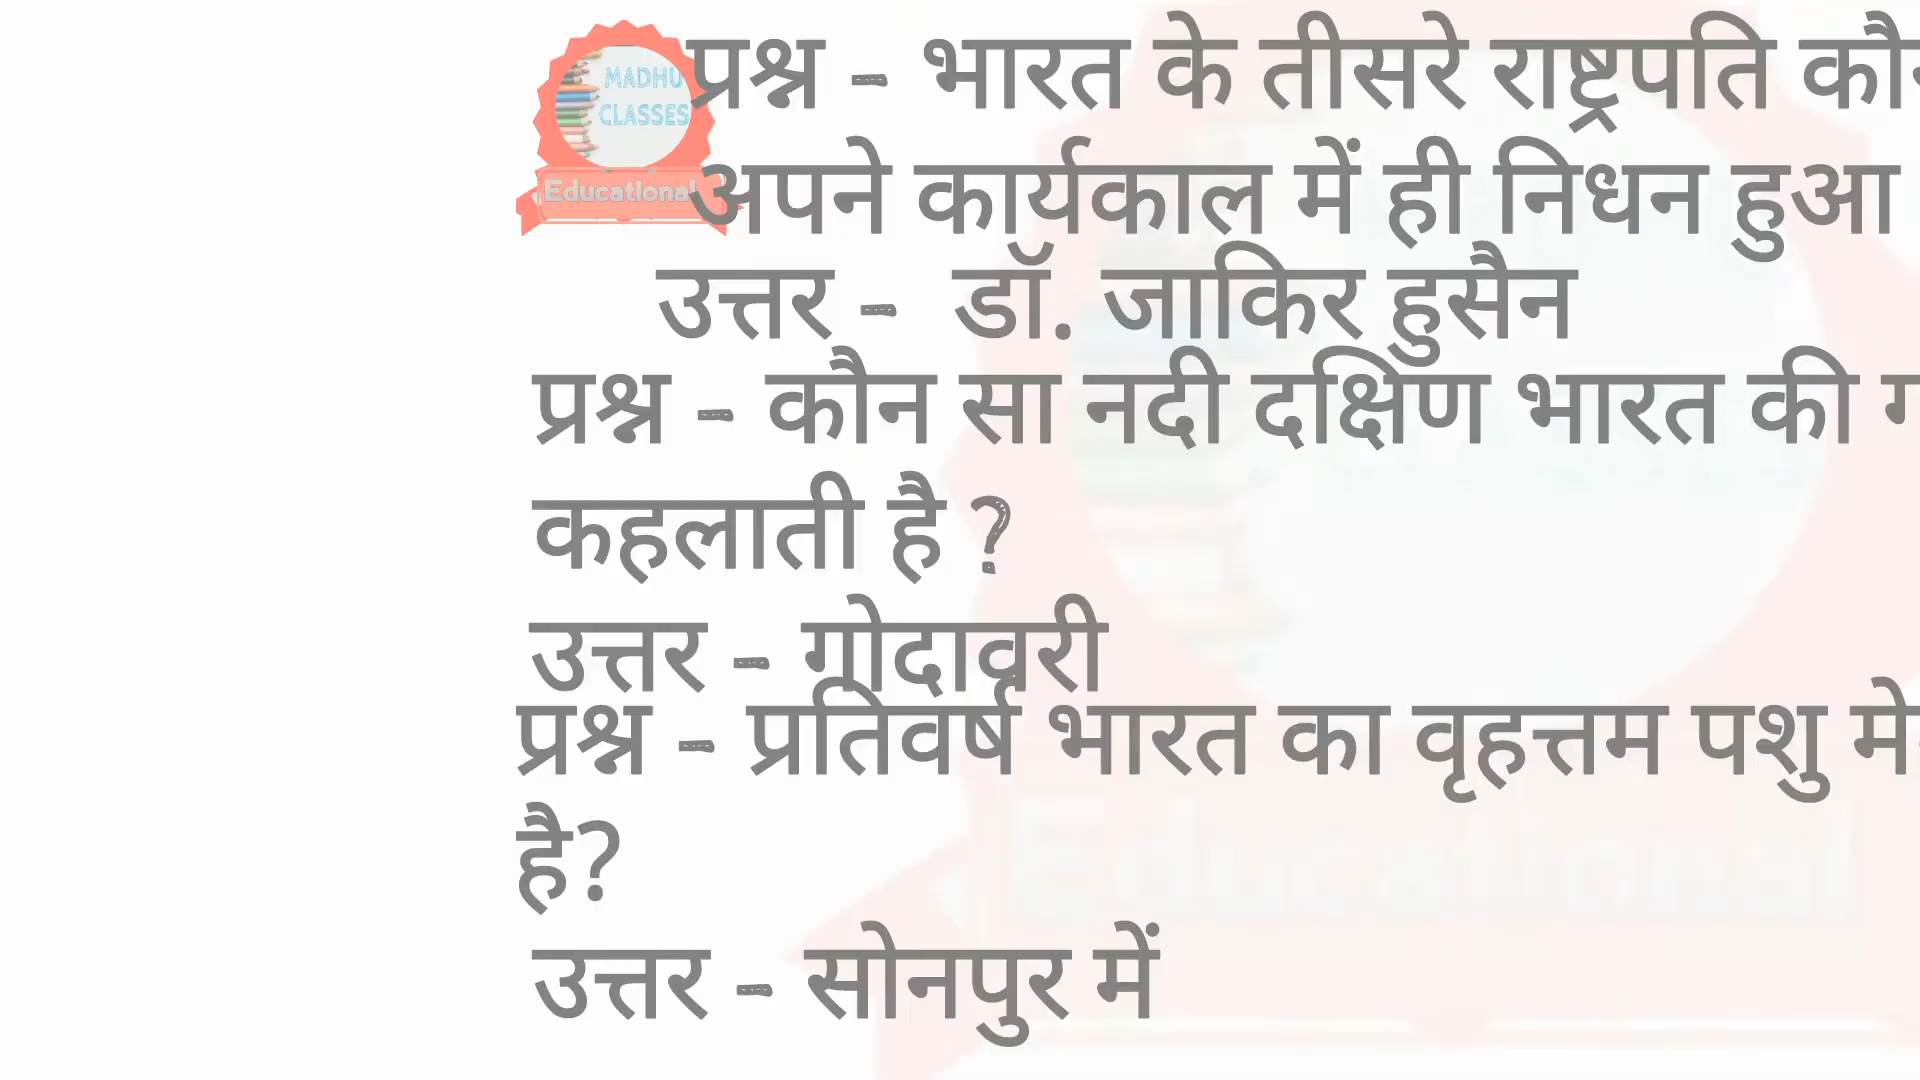 MADHU
CLASSES
Educational
प्रश्न - भारत के तीसरे राष्ट्रपति
अपने कार्यकाल में ही निधन हुआ
उत्तर - डॉ. जाकिर हुसैन
प्रश्न - कौन सा नदी दक्षिण भारत की
कहलाती है ?
उत्तर - गोदावरी
प्रश्न - प्रतिवर्ष भारत का वृहत्तम पशु
है?
उत्तर - सोनपुर में
Educational